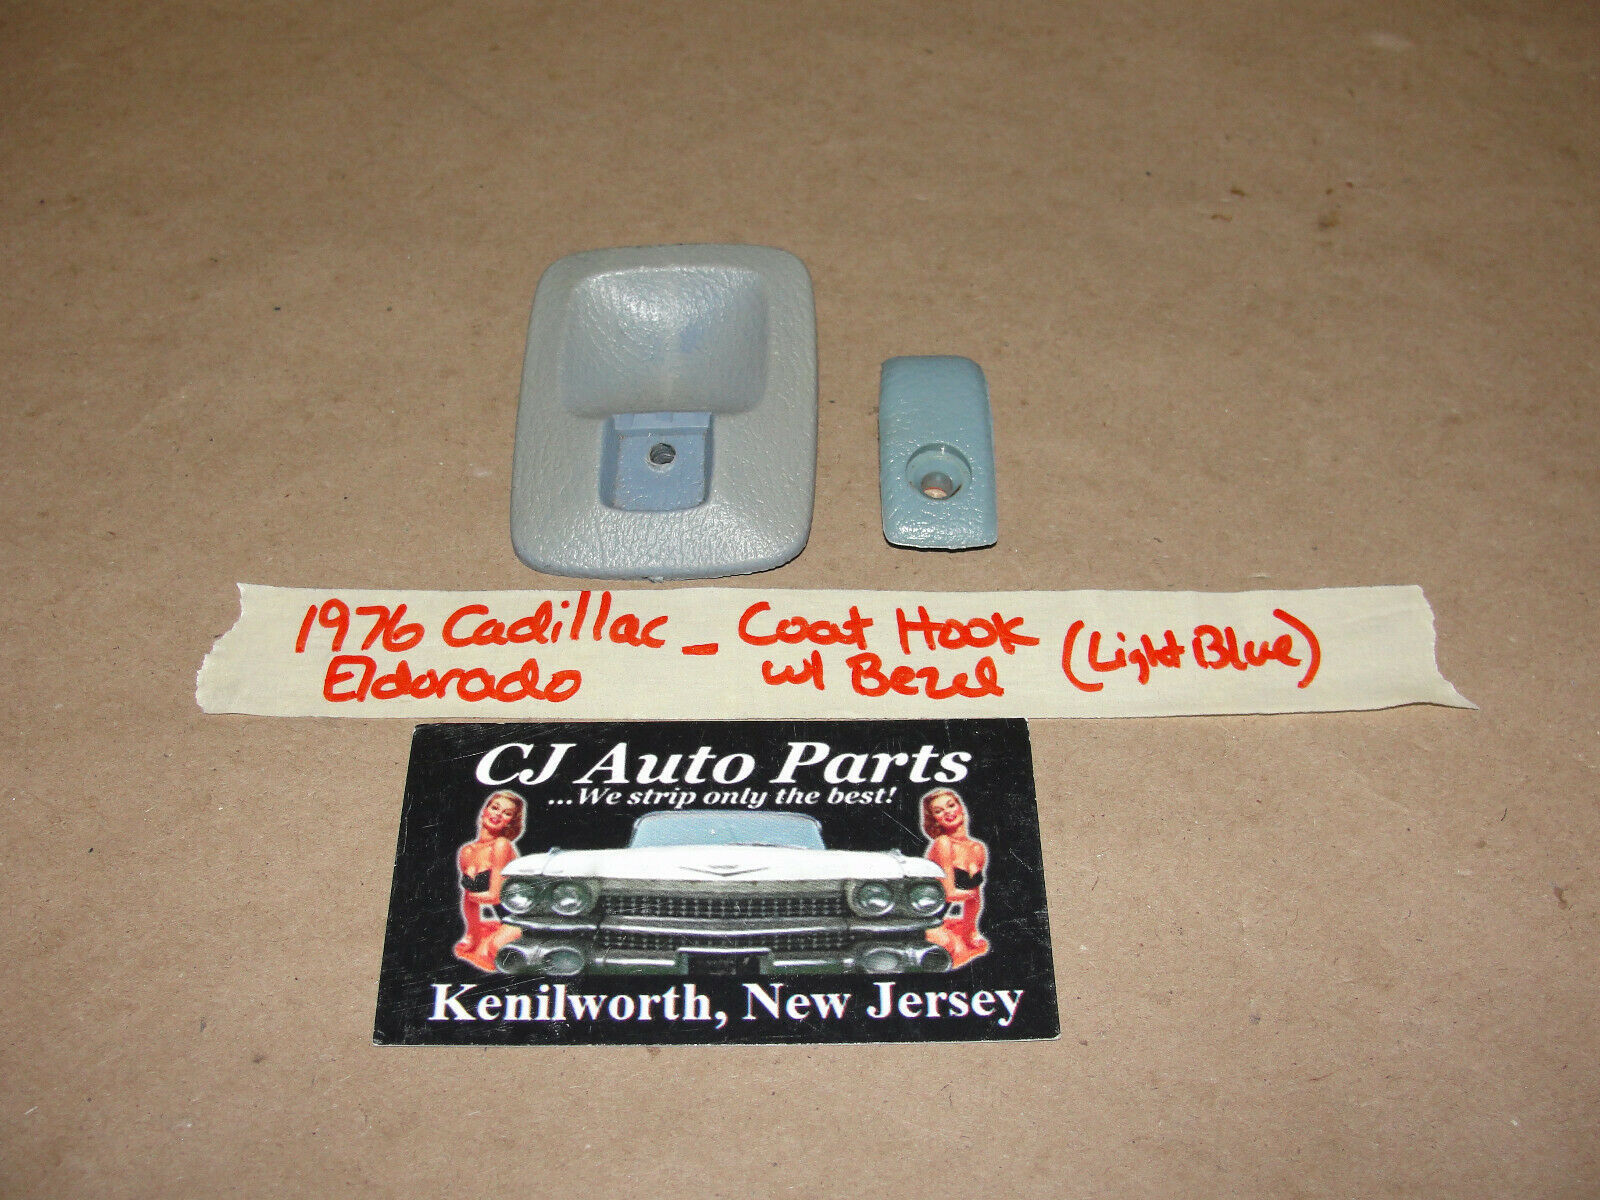 1976 Cadillac - Coat Hook (Light Blue)
Eldorado w/ Bezel
CJ Auto Parts
...We strip only the best!
Kenilworth, New Jersey